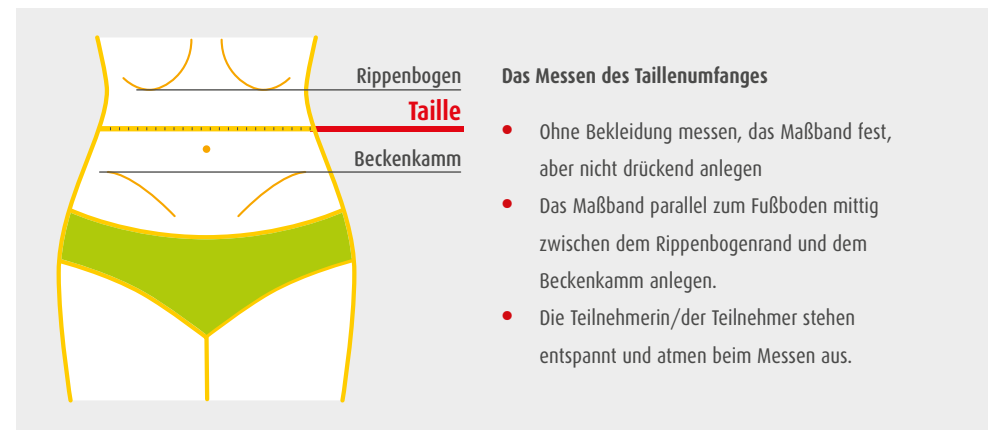 Rippenbogen
Taille
Beckenkamm
Das Messen des Taillenumfanges
• Ohne Bekleidung messen, das Maßband fest,
aber nicht drückend anlegen
• Das Maßband parallel zum Fußboden mittig
zwischen dem Rippenbogenrand und dem
Beckenkamm anlegen.
• Die Teilnehmerin/der Teilnehmer stehen
entspannt und atmen beim Messen aus.